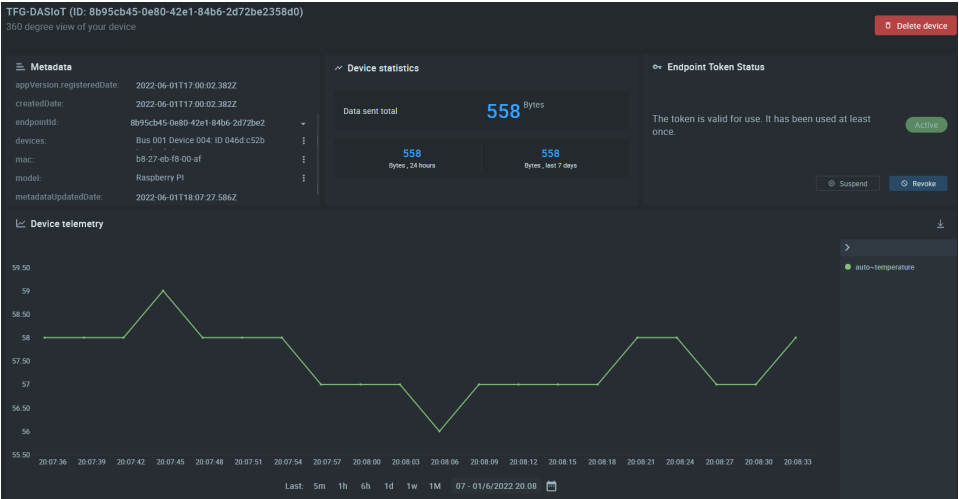 TFG-DASIoT (ID: 8b95cb45-0e80-42e1-84b6-2d72be2358d0)
360 degree view of your device
Delete device
Metadata
appVersion.registeredDate: 2022-06-01T17:00:02.382Z
createdDate: 2022-06-01T17:00:02.382Z
endpointId: 8b95cb45-0e80-42e1-84b6-2d72be2
devices: Bus 001 Device 004: ID 046d:c52b
mac: b8-27-eb-f8-00-af
model: Raspberry PI
metadataUpdatedDate: 2022-06-01T18:07:27.586Z
Device statistics
Data sent total 558 Bytes
558 558
Bytes , 24 hours Bytes , last 7 days
Endpoint Token Status
The token is valid for use. It has been used at least
once.
Active
Suspend Revoke
Device telemetry
auto~temperature
59.50
59
58.50
58
57.50
57
56.50
56
55.50
20:07:36 20:07:39 20:07:42 20:07:45 20:07:48 20:07:51 20:07:54 20:07:57 20:08:00 20:08:03 20:08:06 20:08:09 20:08:12 20:08:15 20:08:18 20:08:21 20:08:24 20:08:27 20:08:30 20:08:33
Last: 5m 1h 6h 1d 1w 1M 07 - 01/6/2022 20.08